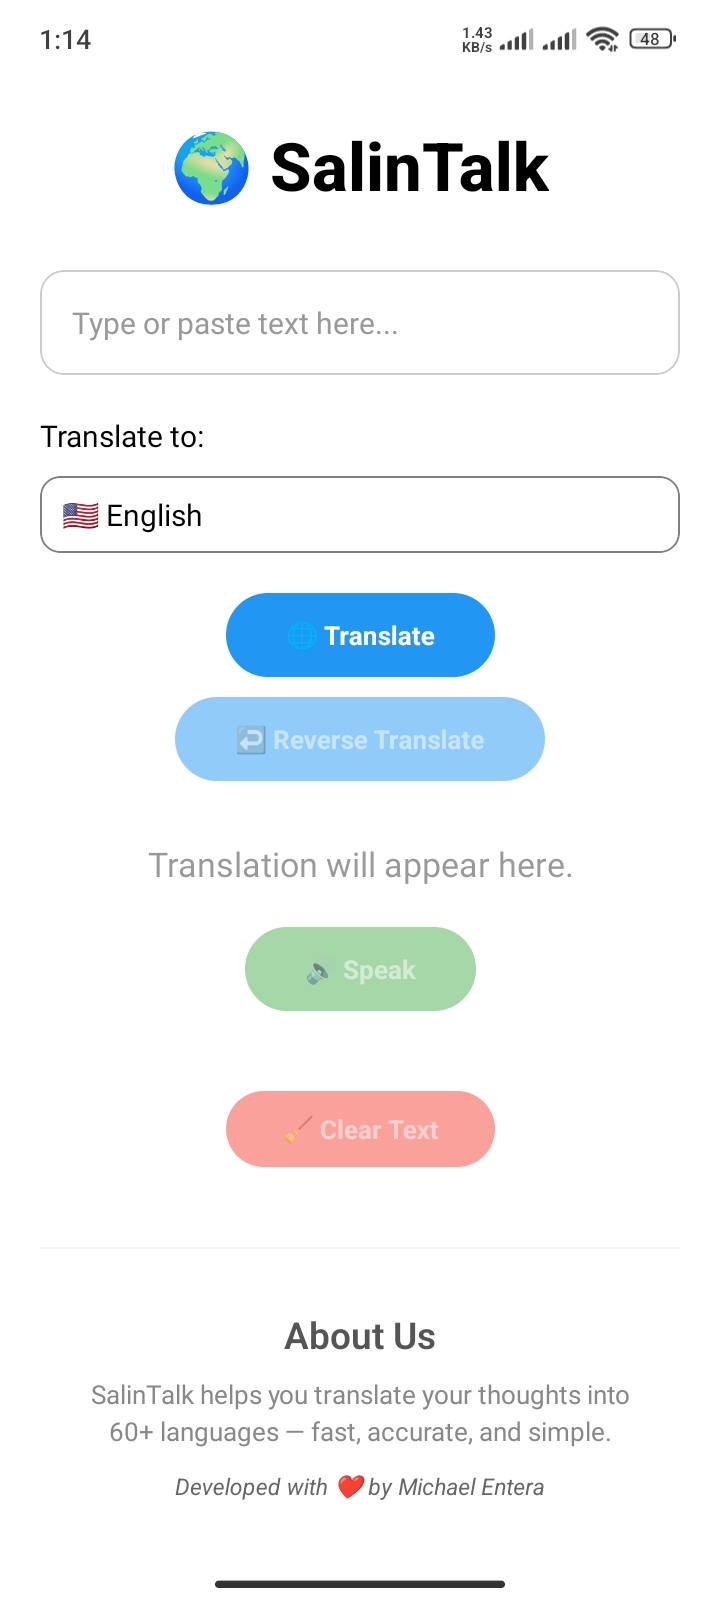 1:14
1.43
KB/s
48
SalinTalk
Type or paste text here...
Translate to:
English
Translate
Reverse Translate
Translation will appear here.
Speak
Clear Text
About Us
SalinTalk helps you translate your thoughts into
60+ languages — fast, accurate, and simple.
Developed with ❤️ by Michael Entera